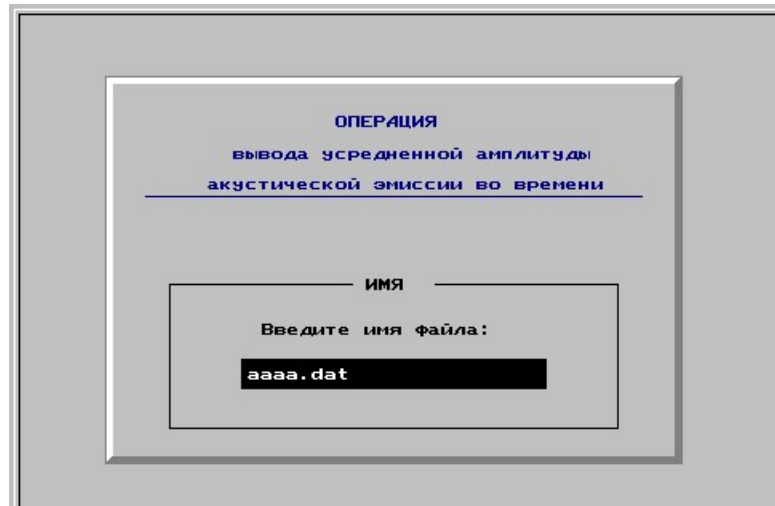 ОПЕРАЦИЯ
вывода усредненной амплитуды
акустической эмиссии во времени
ИМЯ
Введите имя файла:
aaaa.dat